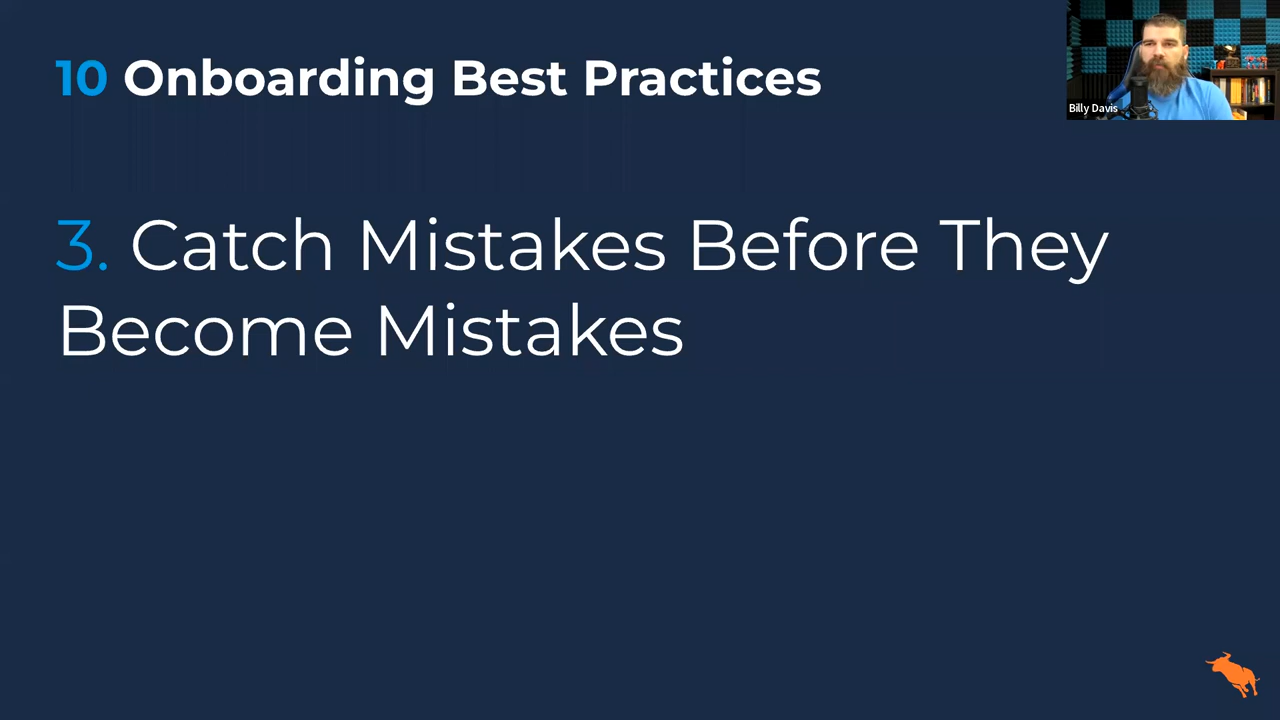 10 Onboarding Best Practices
Billy Davis
3. Catch Mistakes Before They
Become Mistakes